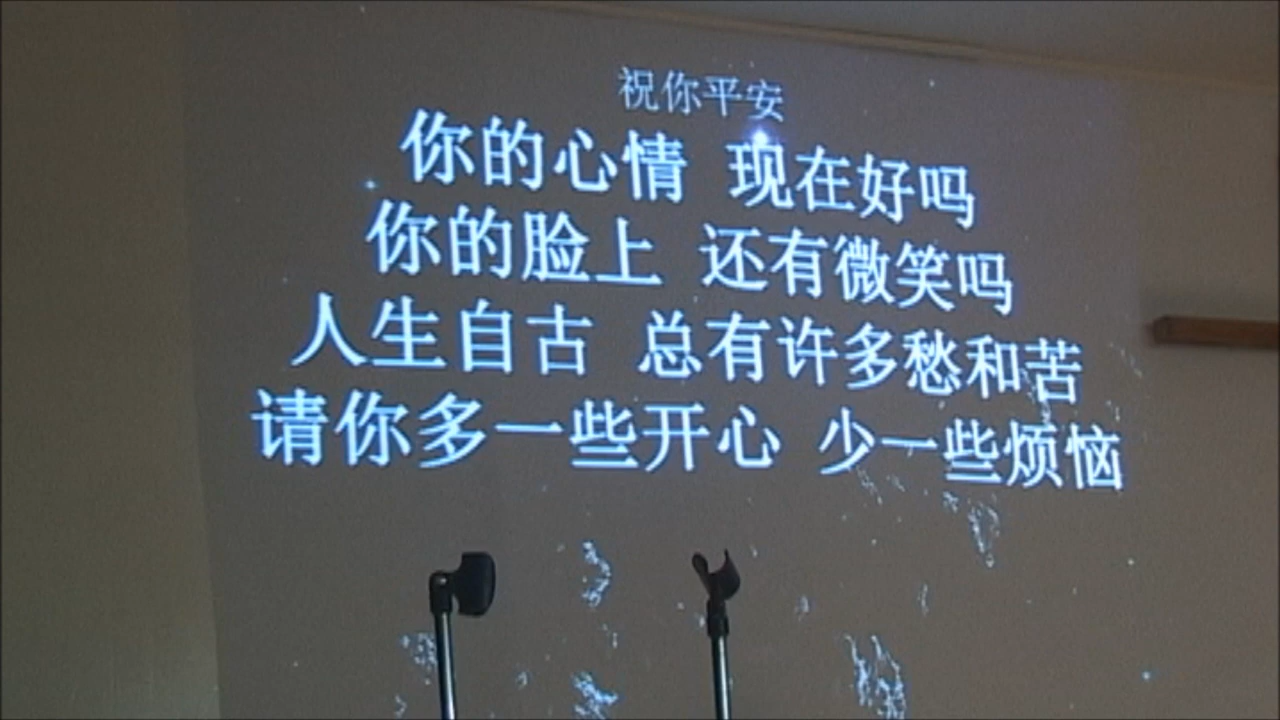 祝你平安
你的心情 现在好吗
你的脸上 还有微笑吗
人生自古 总有许多愁和苦
请你多一些开心 少一些烦恼